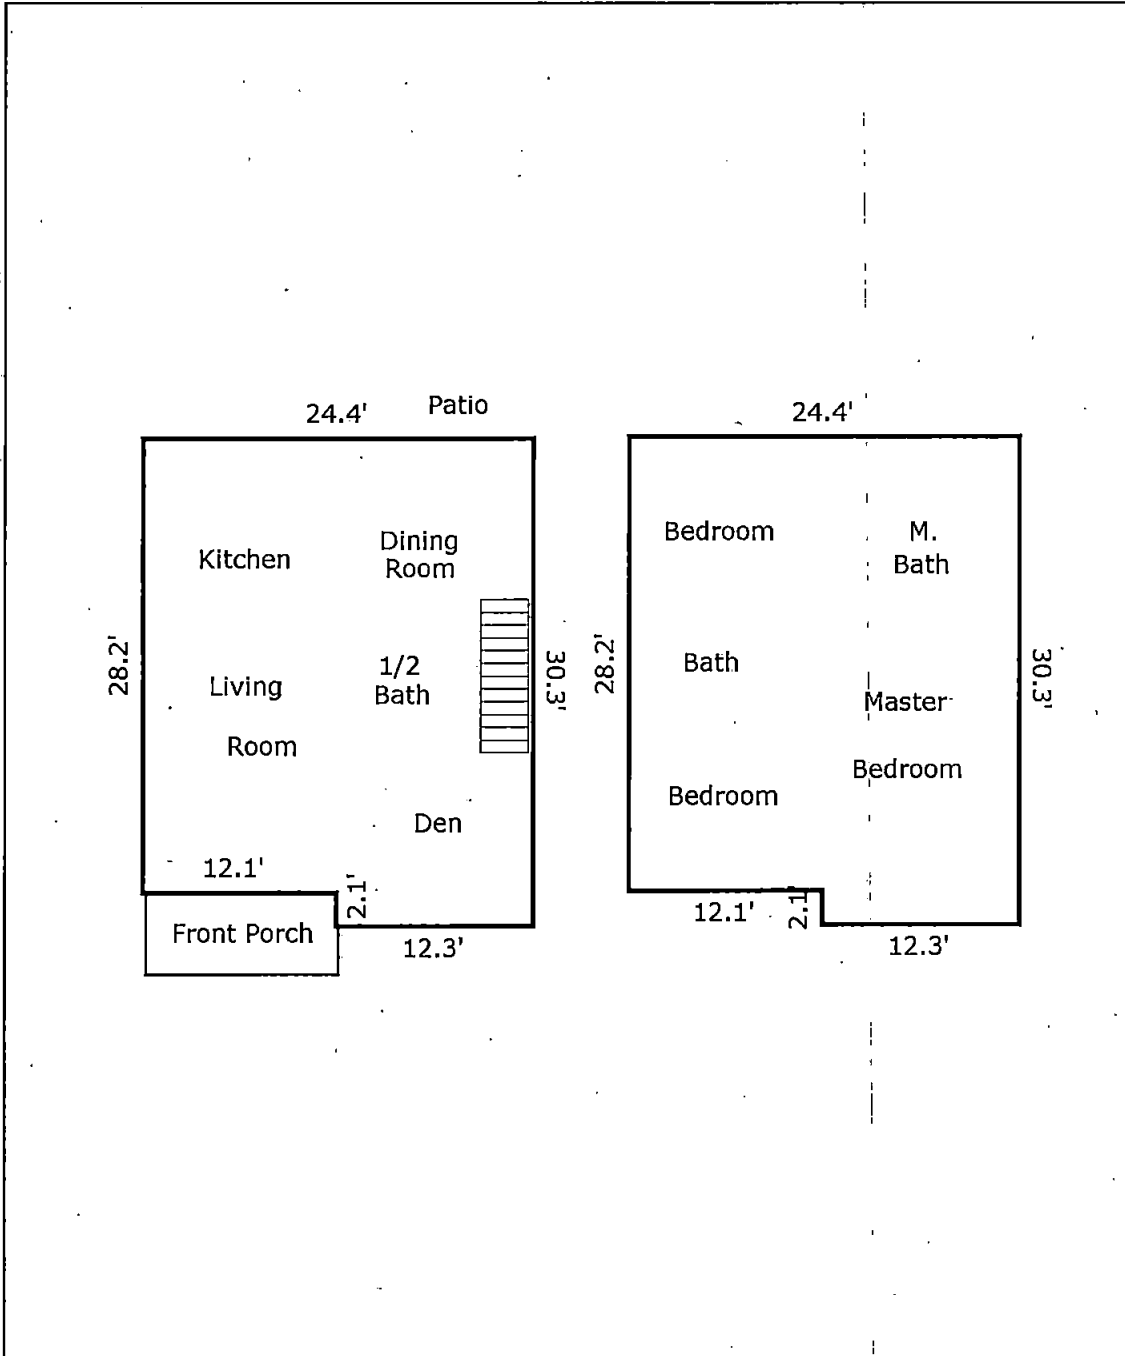 24.4'
Patio
24.4'
Kitchen
Dining
Room
Bedroom
M.
Bath
28.2'
Living
Room
1/2
Bath
30.3'
28.2'
Bath
Master
Bedroom
30.3'
Bedroom
Den
12.1'
2.1'
Front Porch
12.3'
12.1'
2.1
12.3'